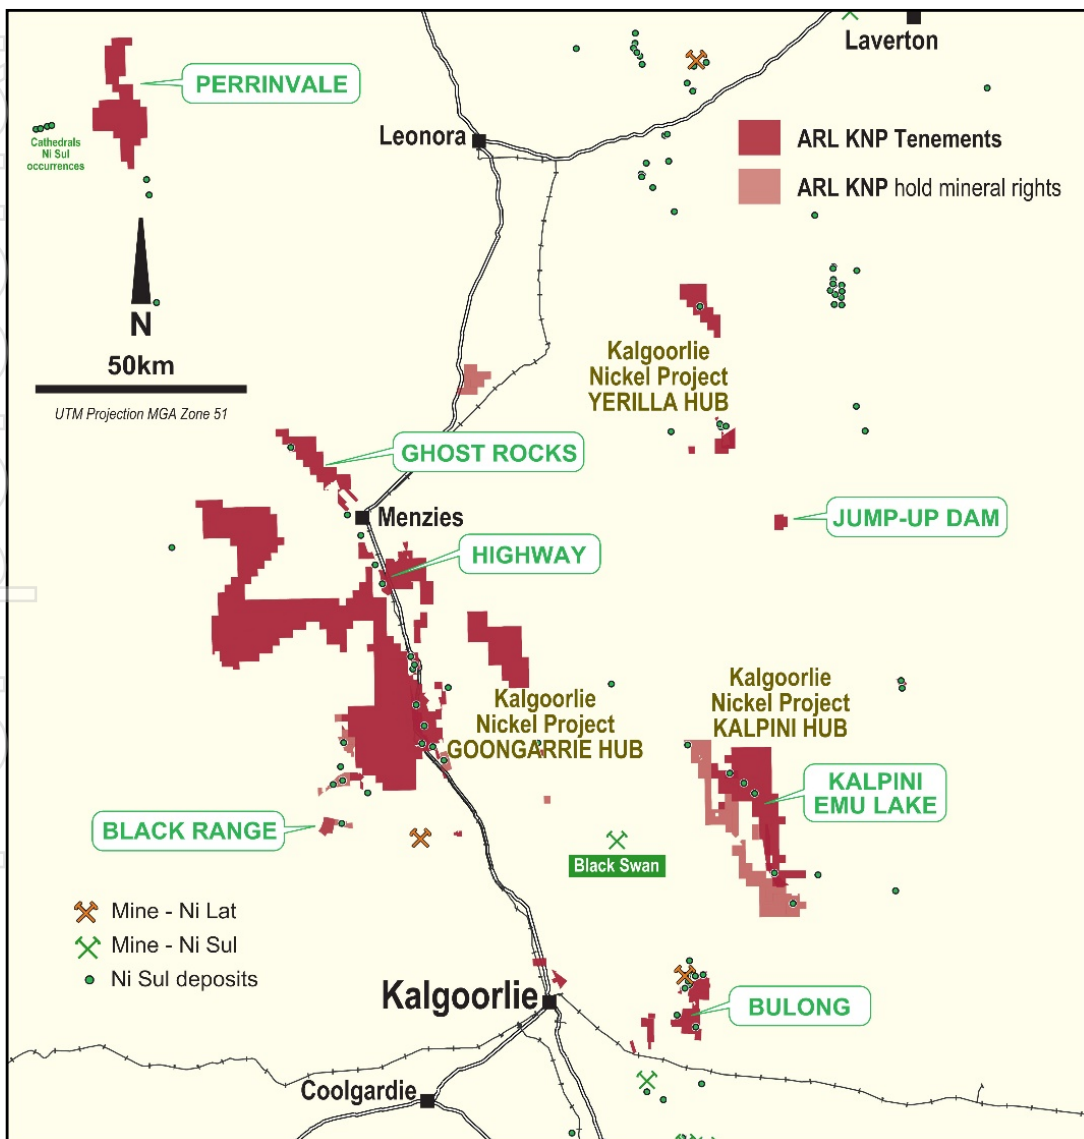 Laverton
PERRINVALE
Cathedrals
Ni Sul
occurrences
Leonora
ARL KNP Tenements
ARL KNP hold mineral rights
N
50km
UTM Projection MGA Zone 51
Kalgoorlie
Nickel Project
YERILLA HUB
GHOST ROCKS
Menzies
JUMP-UP DAM
HIGHWAY
Kalgoorlie
Nickel Project
GOONGARRIE HUB
Kalgoorlie
Nickel Project
KALPINI HUB
KALPINI
EMU LAKE
BLACK RANGE
Black Swan
Mine - Ni Lat
Mine - Ni Sul
Ni Sul deposits
Kalgoorlie
BULONG
Coolgardie